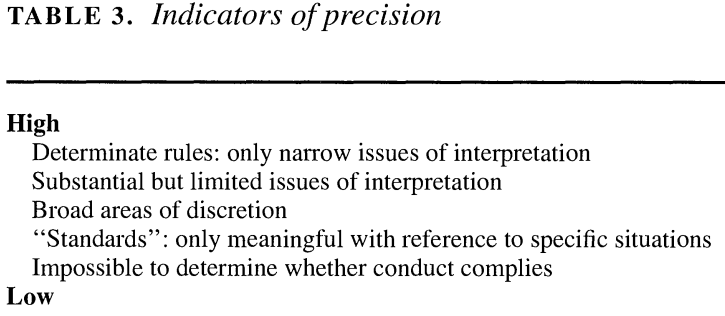 TABLE 3. Indicators of precision
High
Determinate rules: only narrow issues of interpretation
Substantial but limited issues of interpretation
Broad areas of discretion
“Standards”: only meaningful with reference to specific situations
Impossible to determine whether conduct complies
Low